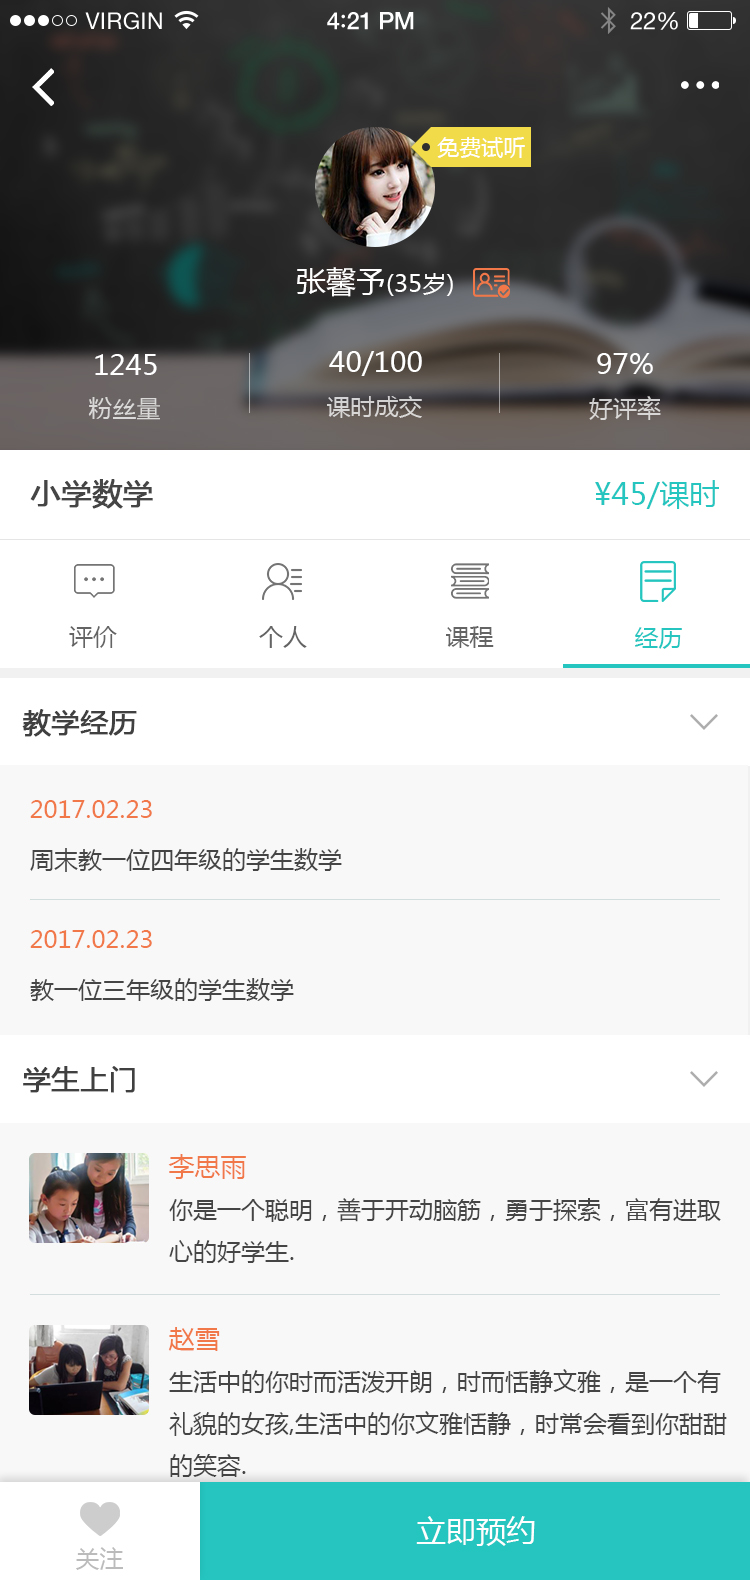 VIRGIN
4:21 PM
22%
免费试听
张馨予(35岁)
1245
40/100
97%
粉丝量
课时成交
好评率
小学数学
¥45/课时
评价
个人
课程
经历
教学经历
2017.02.23
周末教一位四年级的学生数学
2017.02.23
教一位三年级的学生数学
学生上门
李思雨
你是一个聪明，善于开动脑筋，勇于探索，富有进取
心的好学生.
赵雪
生活中的你时而活泼开朗，时而恬静文雅，是一个有
礼貌的女孩,生活中的你文雅恬静，时常会看到你甜甜
的笑容.
关注
立即预约